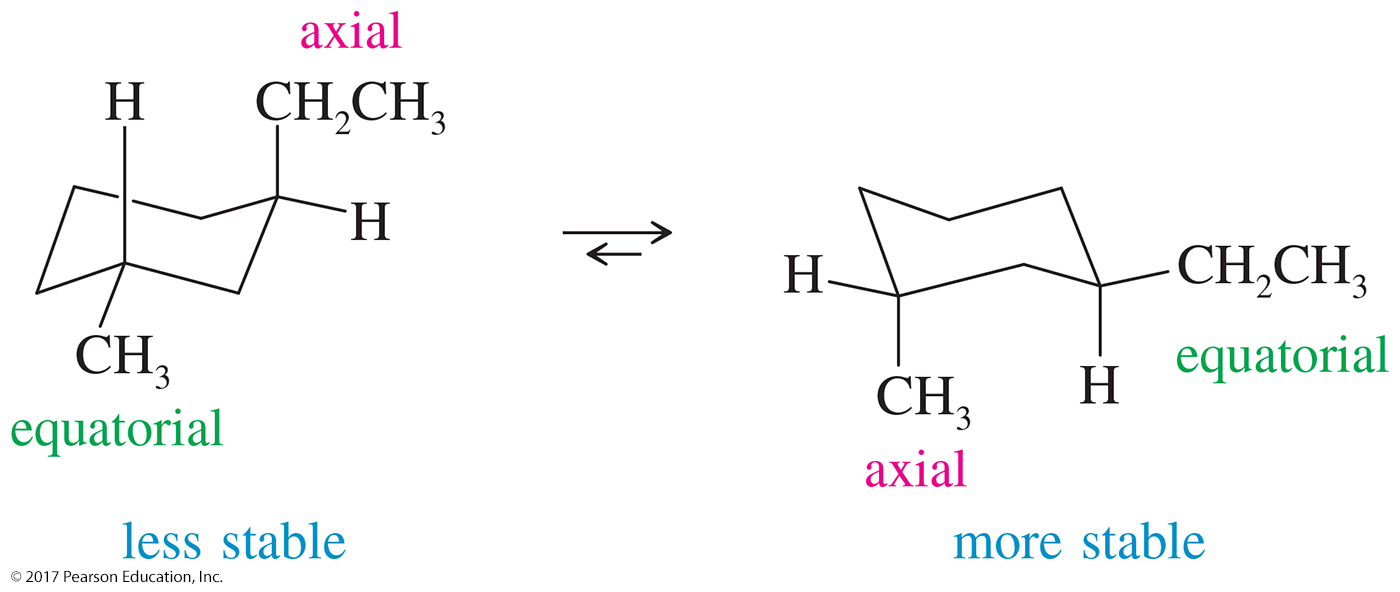 axial
H
CH₂CH₃
H
CH₃
equatorial
less stable
H
CH₂CH₃
equatorial
CH₃
H
axial
more stable
© 2017 Pearson Education, Inc.